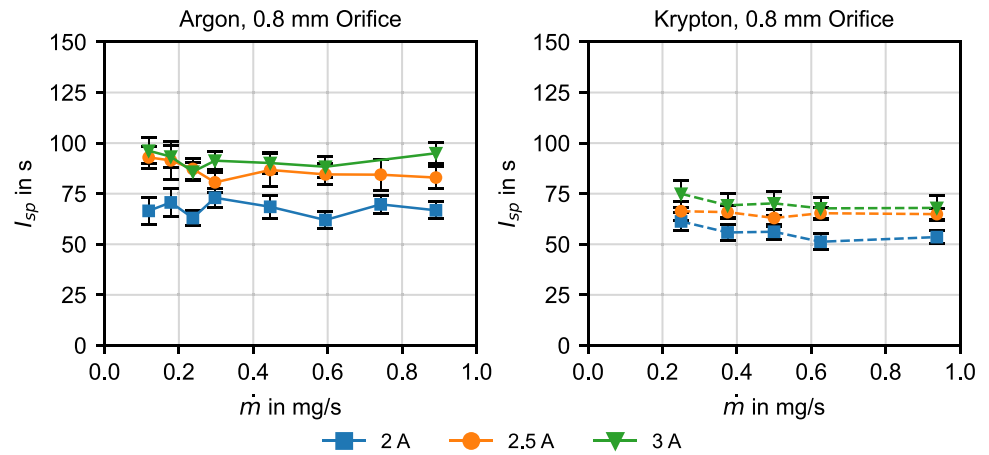 Argon, 0.8 mm Orifice
Krypton, 0.8 mm Orifice
150
125
100
75
50
25
0
I_sp in s
0.0 0.2 0.4 0.6 0.8 1.0
ṁ in mg/s
150
125
100
75
50
25
0
I_sp in s
0.0 0.2 0.4 0.6 0.8 1.0
ṁ in mg/s
2 A 2.5 A 3 A